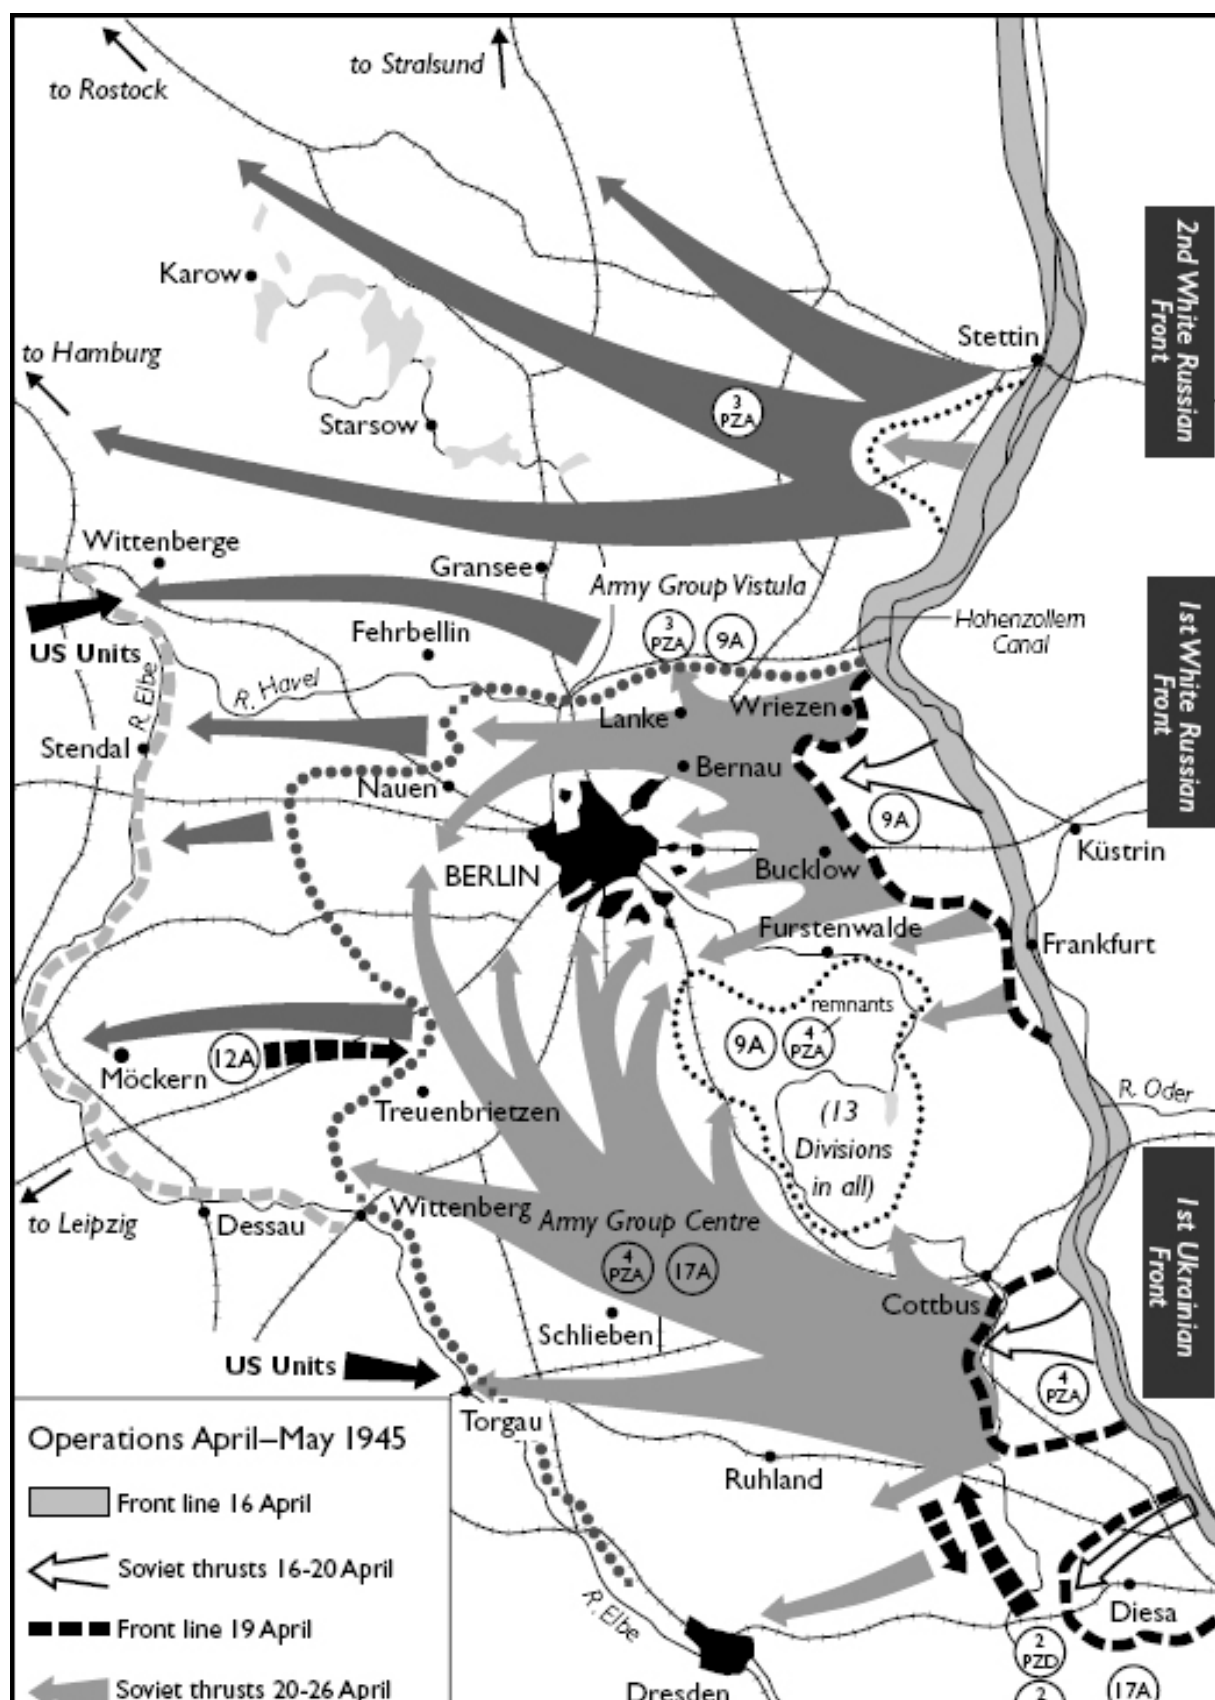 to Rostock
to Stralsund
2nd White Russian
Front
Karow
Stettin
to Hamburg
3
PZA
Starsow
Wittenberge
Gransee
Army Group Vistula
1st White Russian
Front
Hohenzollem
Canal
3
PZA
9A
Fehrbellin
US Units
R. Elbe
R. Havel
Lanke
Wriezen
Stendal
Bernau
Nauen
9A
Küstrin
BERLIN
Bucklow
Furstenwalde
Frankfurt
remnants
9A
4
PZA
12A
Möckern
Treuenbrietzen
R. Oder
(13
Divisions
in all)
1st Ukrainian
Front
to Leipzig
Dessau
Wittenberg
Army Group Centre
4
PZA
17A
Cottbus
Schlieben
US Units
4
PZA
Torgau
Ruhland
Operations April–May 1945
Front line 16 April
Soviet thrusts 16-20 April
Front line 19 April
Soviet thrusts 20-26 April
R. Elbe
Diesa
2
PZD
2
17A
Dresden